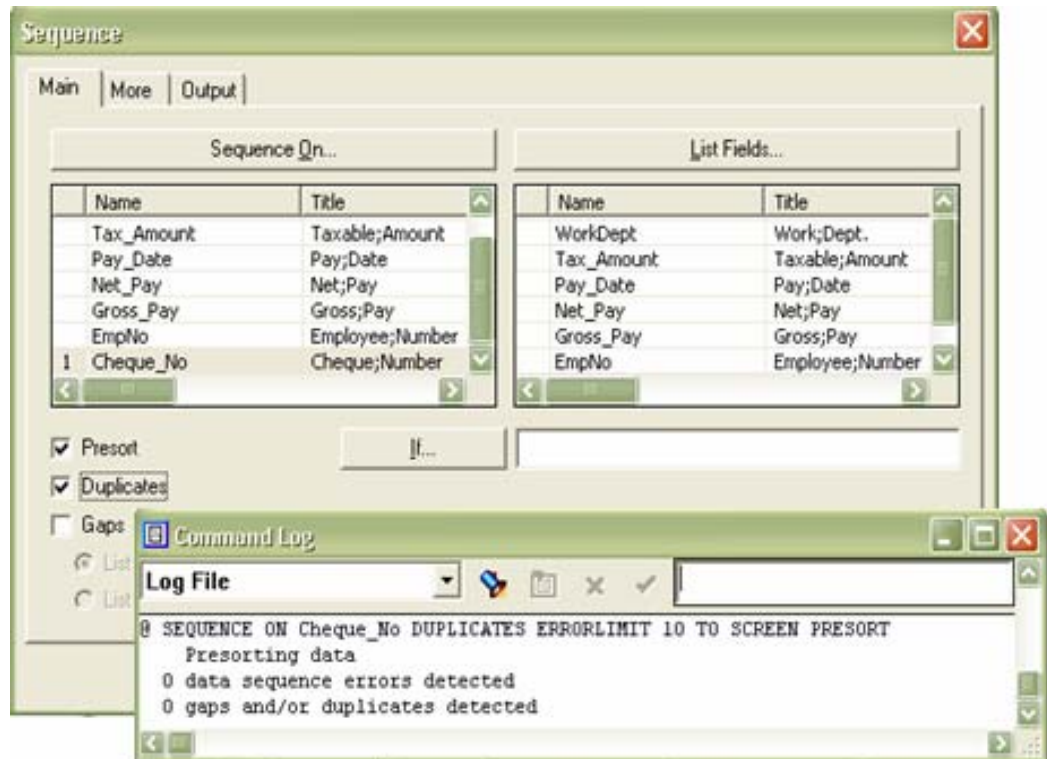 Sequence
Main More Output
Sequence On... List Fields...
Name Title Name Title
Tax_Amount Taxable;Amount WorkDept Work;Dept.
Pay_Date Pay;Date Tax_Amount Taxable;Amount
Net_Pay Net;Pay Pay_Date Pay;Date
Gross_Pay Gross;Pay Net_Pay Net;Pay
EmpNo Employee;Number Gross_Pay Gross;Pay
1 Cheque_No Cheque;Number EmpNo Employee;Number
Presort If...
Duplicates
Gaps
List
List
Command Log
Log File
@ SEQUENCE ON Cheque_No DUPLICATES ERRORLIMIT 10 TO SCREEN PRESORT
Presorting data
0 data sequence errors detected
0 gaps and/or duplicates detected